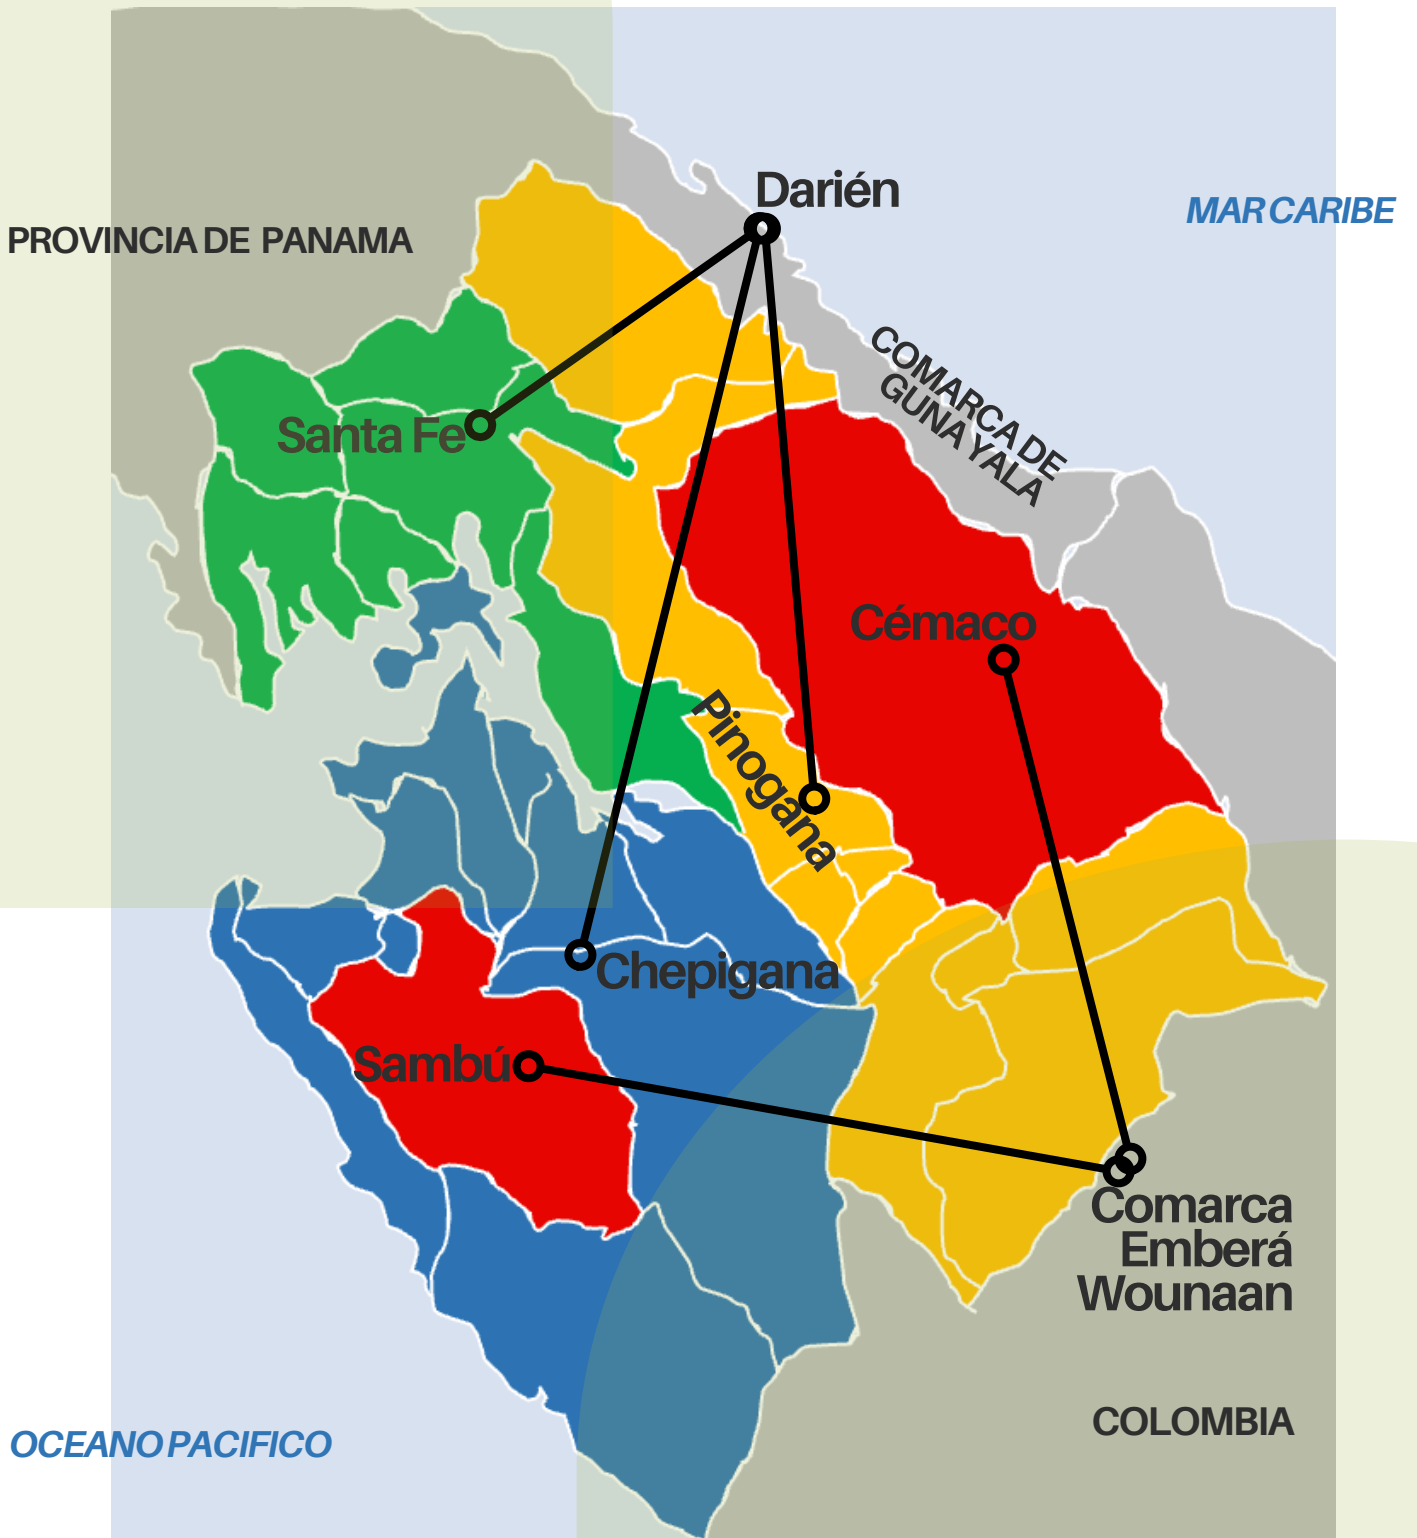 Darién
MAR CARIBE
PROVINCIA DE PANAMA
COMARCA DE
GUNA YALA
Santa Fe
Cémaco
Pinogana
Chepigana
Sambú
Comarca
Emberá
Wounaan
COLOMBIA
OCEANO PACIFICO